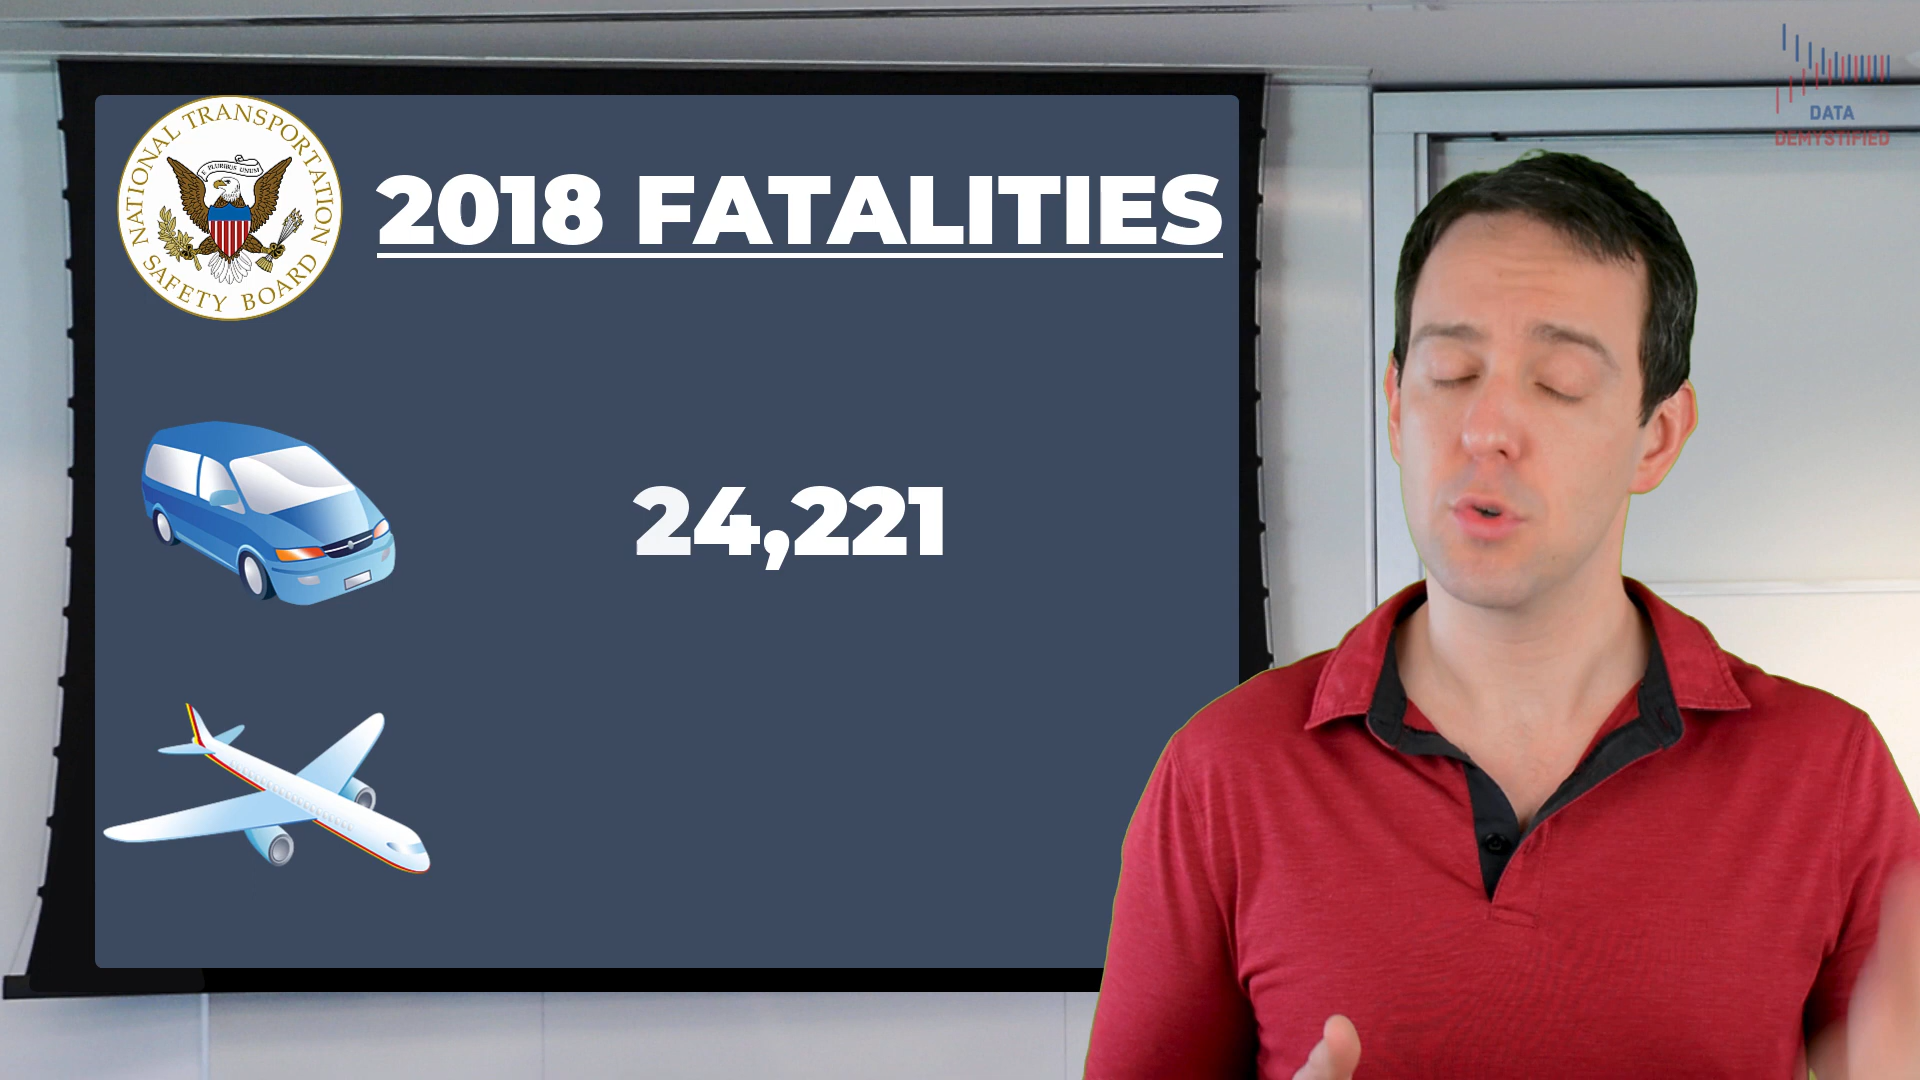 NATIONAL TRANSPORTATION
SAFETY BOARD
E PLURIBUS UNUM
2018 FATALITIES
24,221
DATA
DEMYSTIFIED